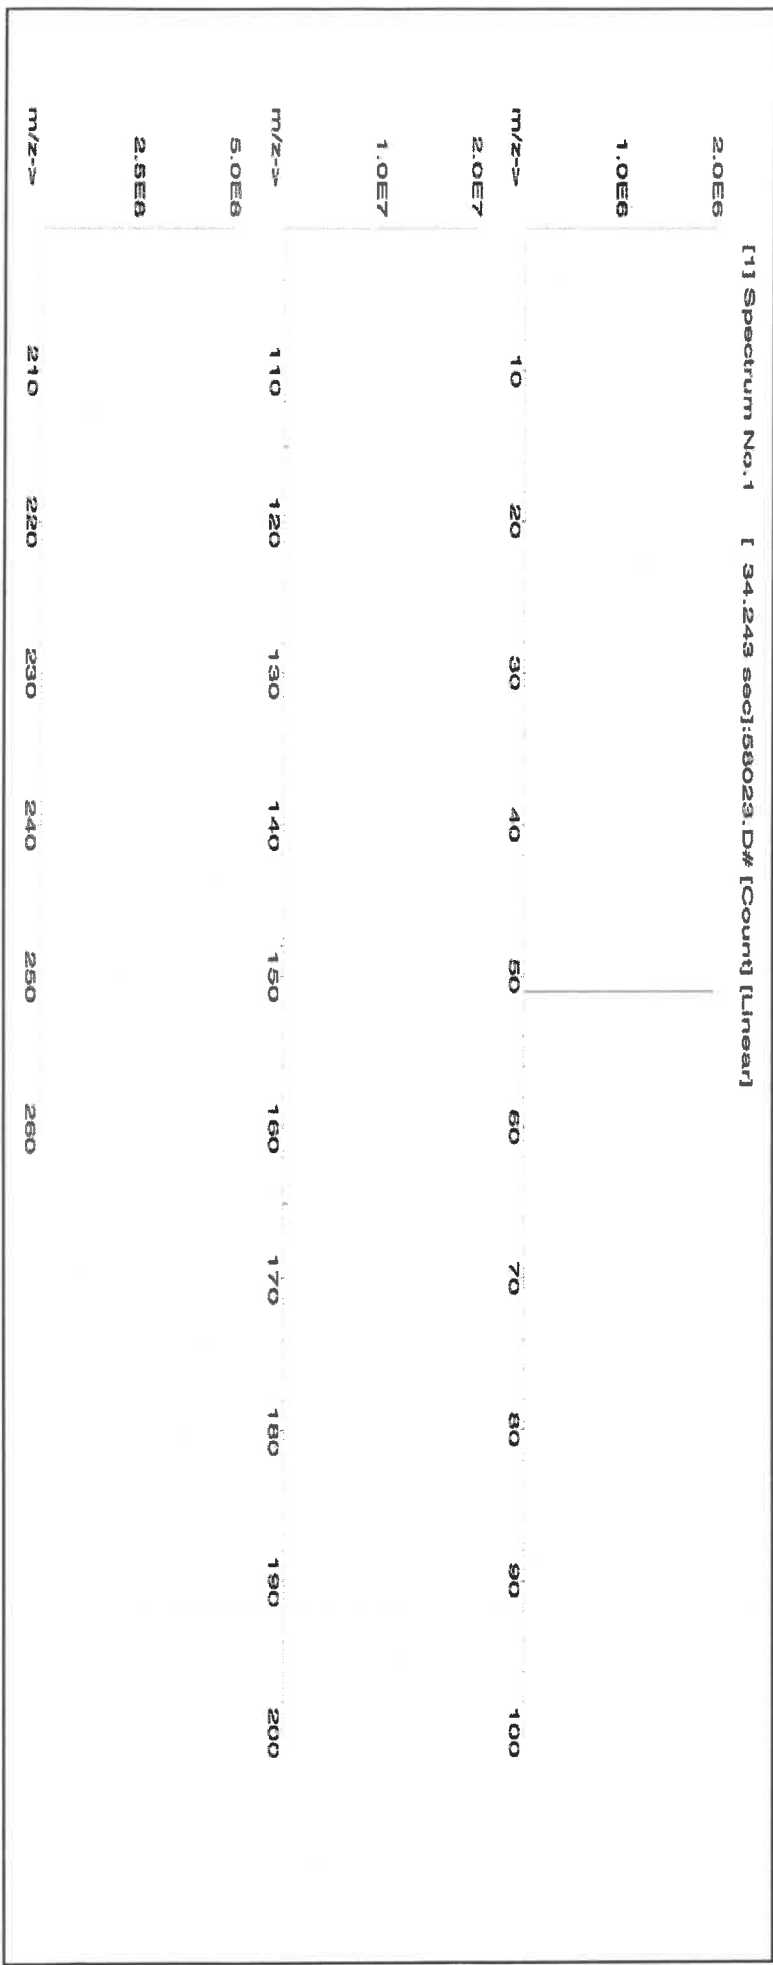 [1] Spectrum No.1 [ 34.243 sec]:58023.D# [Count] [Linear]
2.0E6
1.0E6
m/z-> 10 20 30 40 50 60 70 80 90 100
2.0E7
1.0E7
m/z-> 110 120 130 140 150 160 170 180 190 200
5.0E8
2.5E8
m/z-> 210 220 230 240 250 260